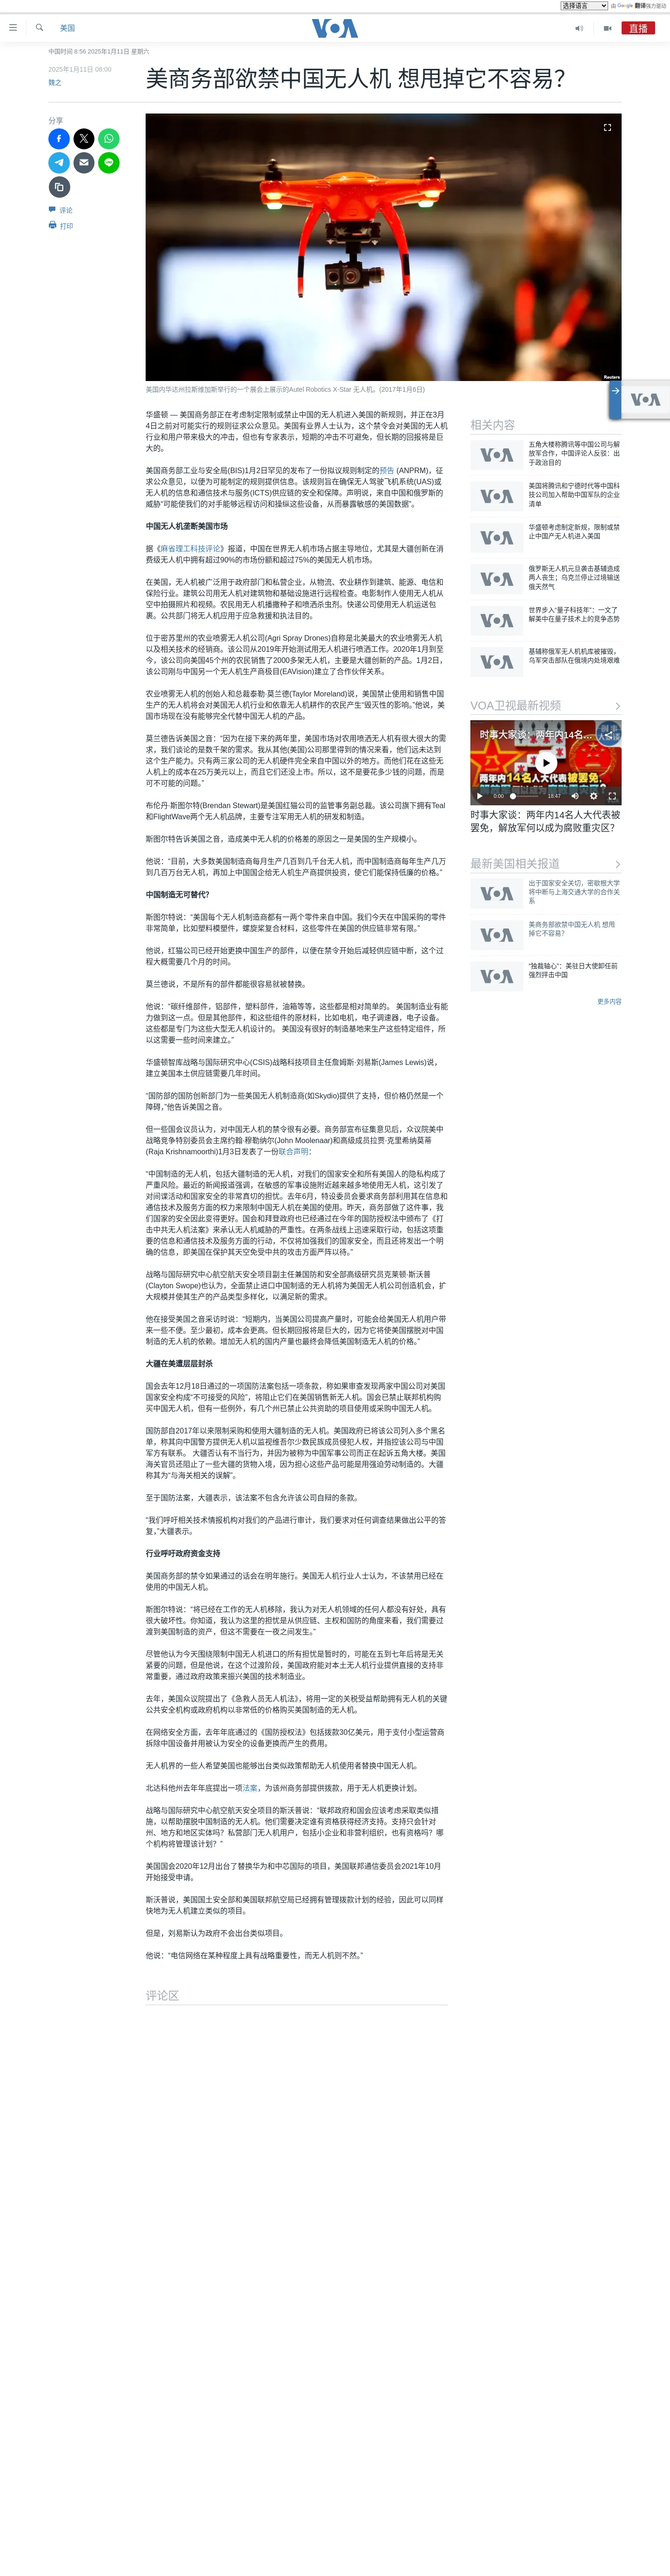 选择语言 由 Google 翻译强力驱动
美国
VOA
直播
中国时间 8:56 2025年1月11日 星期六
2025年1月11日 09:00
魏之
美商务部欲禁中国无人机 想甩掉它不容易?
分享
评论
打印
Reuters
美国内华达州拉斯维加斯举行的一个展会上展示的Autel Robotics X-Star 无人机。(2017年1月6日)
华盛顿 — 美国商务部正在考虑制定限制或禁止中国的无人机进入美国的新规则，并正在3月
4日之前对可能实行的规则征求公众意见。美国有业界人士认为，这个禁令会对美国的无人机
行业和用户带来极大的冲击，但也有专家表示，短期的冲击不可避免，但长期的回报将是巨
大的。
美国商务部工业与安全局(BIS)1月2日罕见的发布了一份拟议规则制定的预告 (ANPRM)，征
求公众意见，以便为可能制定的规则提供信息。该规则旨在确保无人驾驶飞机系统(UAS)或
无人机的信息和通信技术与服务(ICTS)供应链的安全和保障。声明说，来自中国和俄罗斯的
威胁“可能使我们的对手能够远程访问和操纵这些设备，从而暴露敏感的美国数据”。
中国无人机垄断美国市场
据《麻省理工科技评论》报道，中国在世界无人机市场占据主导地位，尤其是大疆创新在消
费级无人机中拥有超过90%的市场份额和超过75%的美国无人机市场。
在美国，无人机被广泛用于政府部门和私营企业，从物流、农业耕作到建筑、能源、电信和
保险行业。建筑公司用无人机对建筑物和基础设施进行远程检查。电影制作人使用无人机从
空中拍摄照片和视频。农民用无人机播撒种子和喷洒杀虫剂。快递公司使用无人机运送包
裹。公共部门将无人机应用于应急救援和执法目的。
位于密苏里州的农业喷雾无人机公司(Agri Spray Drones)自称是北美最大的农业喷雾无人机
以及相关技术的经销商。该公司从2019年开始测试用无人机进行喷洒工作。2020年1月到至
今，该公司向美国45个州的农民销售了2000多架无人机，主要是大疆创新的产品。1月2日，
该公司刚与中国另一个无人机生产商极目(EAVision)建立了合作伙伴关系。
农业喷雾无人机的创始人和总裁泰勒·莫兰德(Taylor Moreland)说，美国禁止使用和销售中国
生产的无人机将会对美国无人机行业和依靠无人机耕作的农民产生“毁灭性的影响。”他说，美
国市场现在没有能够完全代替中国无人机的产品。
莫兰德告诉美国之音：“因为在接下来的两年里，美国市场对农用喷洒无人机有很大很大的需
求，我们谈论的是数千架的需求。我从其他(美国)公司那里得到的情况来看，他们远未达到
这个生产能力。只有两三家公司的无人机硬件完全来自中国以外的地方。而他们花在这些无
人机上的成本在25万美元以上，而且它们还没上市。所以，这不是要花多少钱的问题，而是
可不可能的问题。”
布伦丹·斯图尔特(Brendan Stewart)是美国红猫公司的监管事务副总裁。该公司旗下拥有Teal
和FlightWave两个无人机品牌，主要专注军用无人机的研发和制造。
斯图尔特告诉美国之音，造成美中无人机的价格差的原因之一是美国的生产规模小。
他说：“目前，大多数美国制造商每月生产几百到几千台无人机，而中国制造商每年生产几万
到几百万台无人机，再加上中国国企给无人机生产商提供投资，使它们能保持低廉的价格。”
中国制造无可替代？
斯图尔特说：“美国每个无人机制造商都有一两个零件来自中国。我们今天在中国采购的零件
非常简单，比如塑料模塑件，螺旋桨复合材料，这些零件在美国的供应链非常有限。”
他说，红猫公司已经开始更换中国生产的部件，以便在禁令开始后减轻供应链中断，这个过
程大概需要几个月的时间。
莫兰德说，不是所有的部件都能很容易就被替换。
他说：“碳纤维部件，铝部件，塑料部件，油箱等等，这些都是相对简单的。 美国制造业有能
力做到这一点。但是其他部件，和这些组件的原材料，比如电机，电子调速器，电子设备。
这些都是专门为这些大型无人机设计的。 美国没有很好的制造基地来生产这些特定组件，所
以这需要一些时间来建立。”
华盛顿智库战略与国际研究中心(CSIS)战略科技项目主任詹姆斯·刘易斯(James Lewis)说，
建立美国本土供应链需要几年时间。
“国防部的国防创新部门为一些美国无人机制造商(如Skydio)提供了支持，但价格仍然是一个
障碍，”他告诉美国之音。
但一些国会议员认为，对中国无人机的禁令很有必要。商务部宣布征集意见后，众议院美中
战略竞争特别委员会主席约翰·穆勒纳尔(John Moolenaar)和高级成员拉贾·克里希纳莫蒂
(Raja Krishnamoorthi)1月3日发表了一份联合声明：
“中国制造的无人机，包括大疆制造的无人机，对我们的国家安全和所有美国人的隐私构成了
严重风险。最近的新闻报道强调，在敏感的军事设施附近越来越多地使用无人机，这引发了
对间谍活动和国家安全的非常真切的担忧。去年6月，特设委员会要求商务部利用其在信息和
通信技术及服务方面的权力来限制中国无人机在美国的使用。昨天，商务部做了这件事，我
们国家的安全因此变得更好。国会和拜登政府也已经通过在今年的国防授权法中颁布了《打
击中共无人机法案》来承认无人机威胁的严重性。在两条战线上迅速采取行动，包括这项重
要的信息和通信技术及服务方面的行动，不仅将加强我们的国家安全，而且还将发出一个明
确的信息，即美国在保护其天空免受中共的攻击方面严阵以待。”
战略与国际研究中心航空航天安全项目副主任兼国防和安全部高级研究员克莱顿·斯沃普
(Clayton Swope)也认为，全面禁止进口中国制造的无人机将为美国无人机公司创造机会，扩
大规模并使其生产的产品类型多样化，以满足新的需求。
他在接受美国之音采访时说：“短期内，当美国公司提高产量时，可能会给美国无人机用户带
来一些不便。至少最初，成本会更高。但长期回报将是巨大的，因为它将使美国摆脱对中国
制造的无人机的依赖。增加无人机的国内产量也最终会降低美国制造无人机的价格。”
大疆在美遭层层封杀
国会去年12月18日通过的一项国防法案包括一项条款，称如果审查发现两家中国公司对美国
国家安全构成“不可接受的风险”，将阻止它们在美国销售新无人机。国会已禁止联邦机构购
买中国无人机，但有一些例外，有几个州已禁止公共资助的项目使用或采购中国无人机。
国防部自2017年以来限制采购和使用大疆制造的无人机。美国政府已将该公司列入多个黑名
单，称其向中国警方提供无人机以监视维吾尔少数民族成员侵犯人权，并指控该公司与中国
军方有联系。 大疆否认有不当行为，并因为被称为中国军事公司而正在起诉五角大楼。美国
海关官员还阻止了一些大疆的货物入境，因为担心这些产品可能是用强迫劳动制造的。大疆
称其为“与海关相关的误解”。
至于国防法案，大疆表示，该法案不包含允许该公司自辩的条款。
“我们呼吁相关技术情报机构对我们的产品进行审计，我们要求对任何调查结果做出公平的答
复，”大疆表示。
行业呼吁政府资金支持
美国商务部的禁令如果通过的话会在明年施行。美国无人机行业人士认为，不该禁用已经在
使用的中国无人机。
斯图尔特说：“将已经在工作的无人机移除，我认为对无人机领域的任何人都没有好处，具有
很大破坏性。你知道，我认为这里的担忧是从供应链、主权和国防的角度来看，我们需要过
渡到美国制造的资产，但这不需要在一夜之间发生。”
尽管他认为今天围绕限制中国无人机进口的所有担忧是暂时的，可能在五到七年后将是无关
紧要的问题，但是他说，在这个过渡阶段，美国政府能对本土无人机行业提供直接的支持非
常重要，通过政府政策来振兴美国的技术制造业。
去年，美国众议院提出了《急救人员无人机法》，将用一定的关税受益帮助拥有无人机的关键
公共安全机构或政府机构以非常低的价格购买美国制造的无人机。
在网络安全方面，去年年底通过的《国防授权法》包括拨款30亿美元，用于支付小型运营商
拆除中国设备并用被认为安全的设备更换而产生的费用。
无人机界的一些人希望美国也能够出台类似政策帮助无人机使用者替换中国无人机。
北达科他州去年年底提出一项法案，为该州商务部提供拨款，用于无人机更换计划。
战略与国际研究中心航空航天安全项目的斯沃普说：“联邦政府和国会应该考虑采取类似措
施，以帮助摆脱中国制造的无人机。他们需要决定谁有资格获得经济支持。支持只会针对
州、地方和地区实体吗？私营部门无人机用户，包括小企业和非营利组织，也有资格吗？哪
个机构将管理该计划？”
美国国会2020年12月出台了替换华为和中芯国际的项目，美国联邦通信委员会2021年10月
开始接受申请。
斯沃普说，美国国土安全部和美国联邦航空局已经拥有管理拨款计划的经验，因此可以同样
快地为无人机建立类似的项目。
但是，刘易斯认为政府不会出台类似项目。
他说：“电信网络在某种程度上具有战略重要性，而无人机则不然。”
评论区
相关内容
VOA
五角大楼称腾讯等中国公司与解
放军合作，中国评论人反驳：出
于政治目的
VOA
美国将腾讯和宁德时代等中国科
技公司加入帮助中国军队的企业
清单
VOA
华盛顿考虑制定新规，限制或禁
止中国产无人机进入美国
VOA
俄罗斯无人机元旦袭击基辅造成
两人丧生；乌克兰停止过境输送
俄天然气
VOA
世界步入“量子科技年”：一文了
解美中在量子技术上的竞争态势
VOA
基辅称俄军无人机机库被摧毁，
乌军突击部队在俄境内处境艰难
VOA
VOA卫视最新视频
时事大家谈：两年内14名...
两年内14名人大代表被罢免，
0:00
18:47
时事大家谈：两年内14名人大代表被
罢免，解放军何以成为腐败重灾区?
最新美国相关报道
VOA
出于国家安全关切，密歇根大学
将中断与上海交通大学的合作关
系
VOA
美商务部欲禁中国无人机 想甩
掉它不容易?
VOA
“独裁轴心”：美驻日大使卸任前
强烈抨击中国
更多内容
VOA